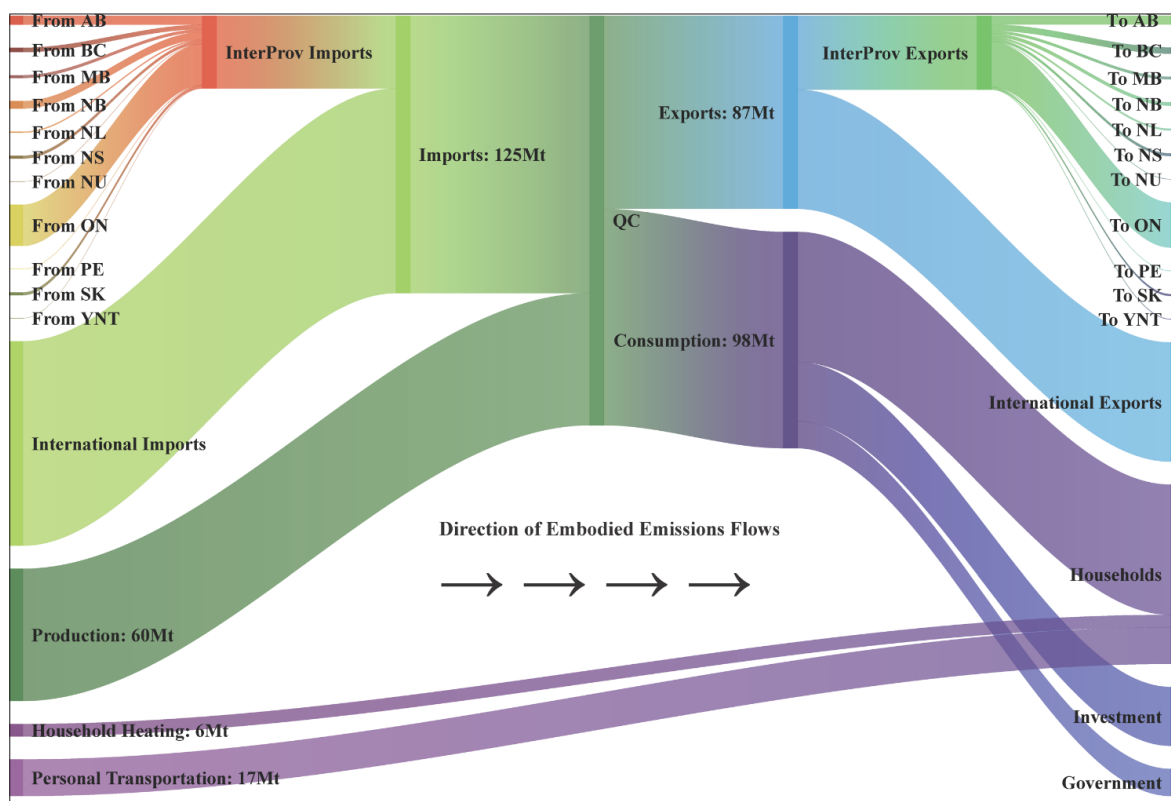 From AB
From BC
From MB
From NB
From NL
From NS
From NU
From ON
From PE
From SK
From YNT
International Imports
Production: 60Mt
Household Heating: 6Mt
Personal Transportation: 17Mt
InterProv Imports
Imports: 125Mt
QC
Exports: 87Mt
Consumption: 98Mt
Direction of Embodied Emissions Flows
InterProv Exports
To AB
To BC
To MB
To NB
To NL
To NS
To NU
To ON
To PE
To SK
To YNT
International Exports
Households
Investment
Government